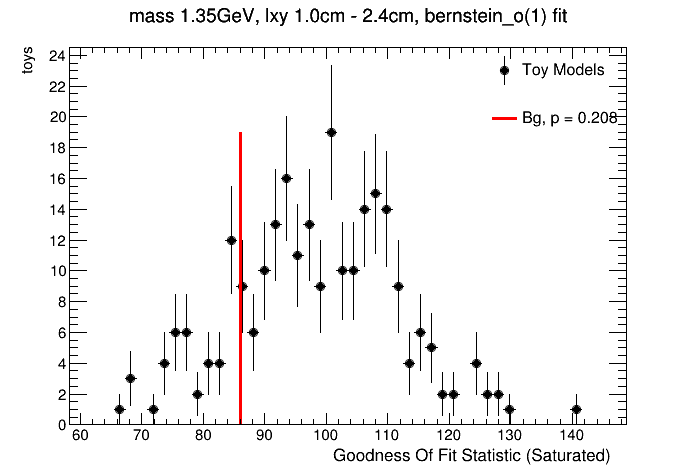 mass 1.35GeV, lxy 1.0cm - 2.4cm, bernstein_o(1) fit
toys
24
22
20
18
16
14
12
10
8
6
4
2
0
Toy Models
Bg, p = 0.208
60 70 80 90 100 110 120 130 140
Goodness Of Fit Statistic (Saturated)